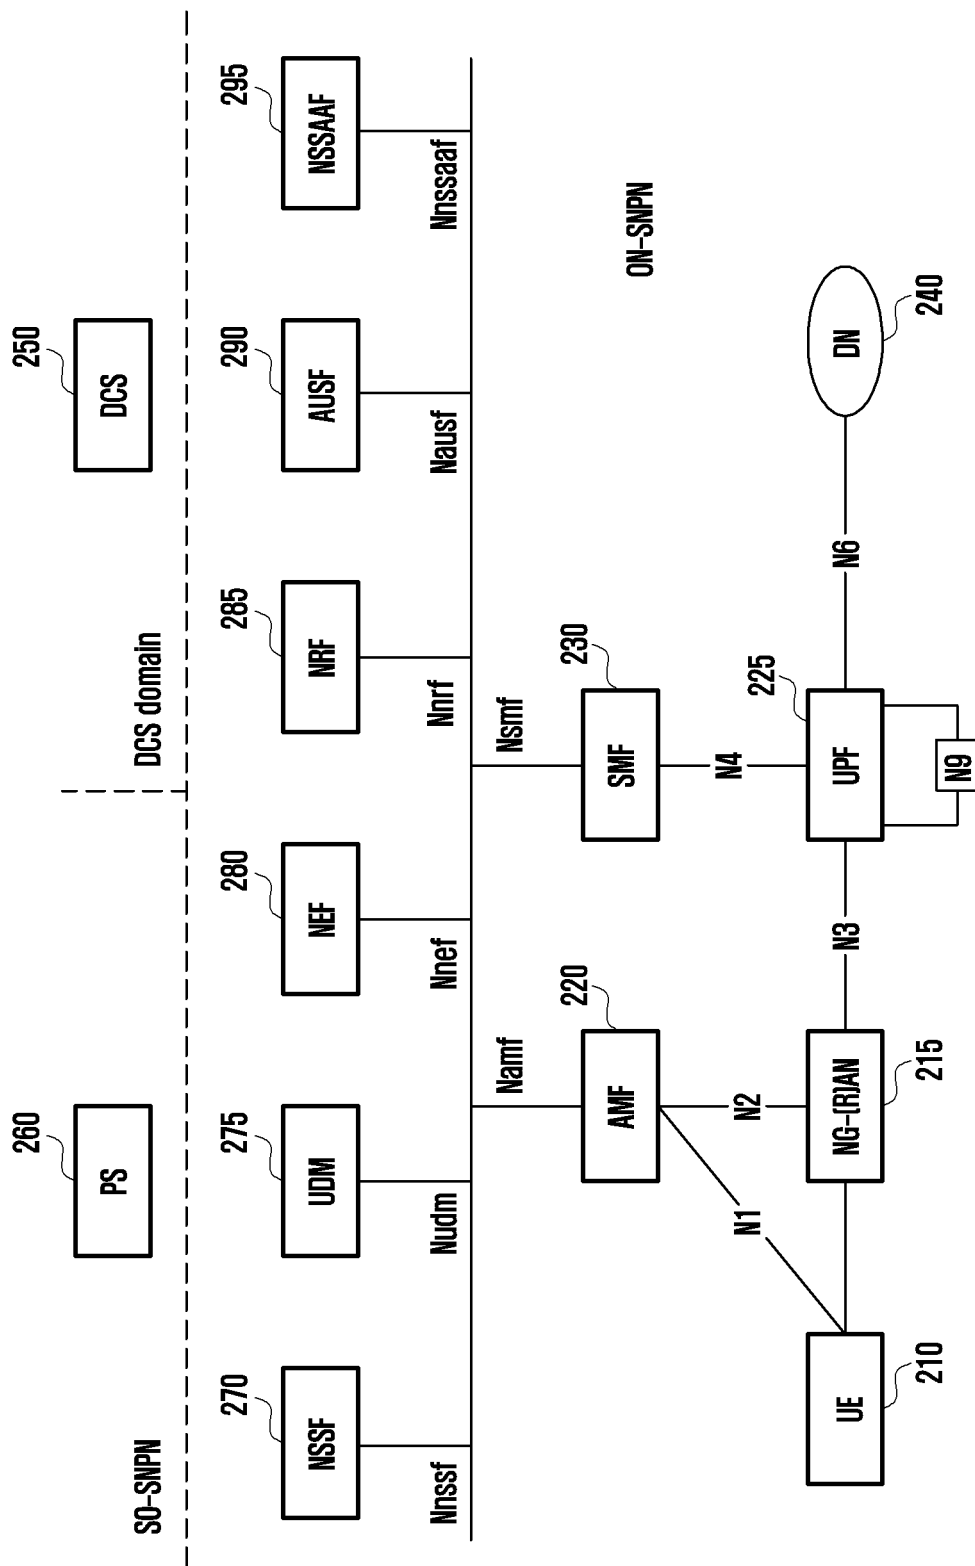 SO-SNPN
DCS domain
260
PS
250
DCS
270
NSSF
Nnssf
275
UDM
Nudm
280
NEF
Nnef
285
NRF
Nnrf
290
AUSF
Nausf
295
NSSAAF
Nnssaaf
Namf
Nsmf
220
AMF
230
SMF
ON-SNPN
N1
N2
N4
UE
210
NG-(R)AN
215
N3
UPF
225
N6
DN
240
N9